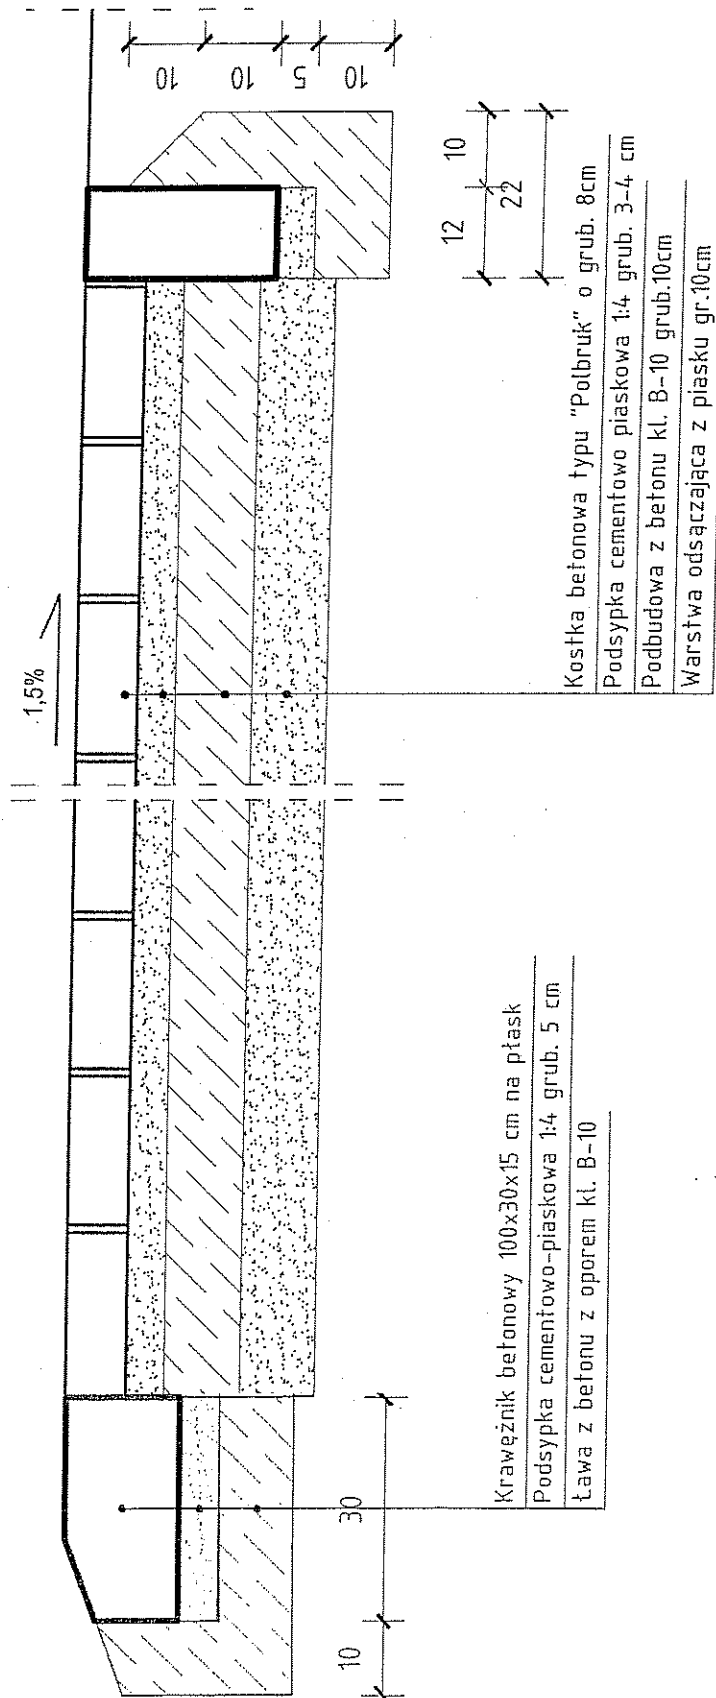 1,5%
10
10
5
10
12
10
22
Kostka betonowa typu "Polbruk" o grub. 8cm
Podsypka cementowo piaskowa 1:4 grub. 3-4 cm
Podbudowa z betonu kl. B-10 grub.10cm
Warstwa odsączająca z piasku gr.10cm
10
30
Krawężnik betonowy 100x30x15 cm na płask
Podsypka cementowo-piaskowa 1:4 grub. 5 cm
Ława z betonu z oporem kl. B-10